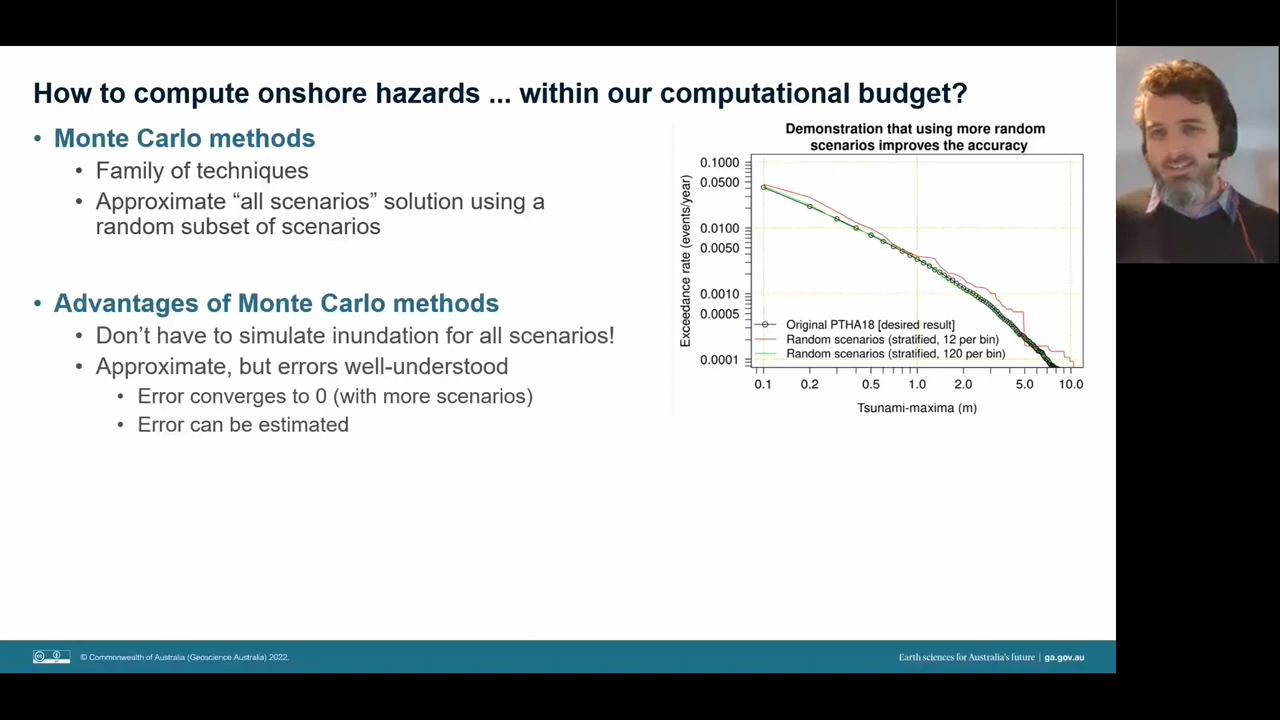 How to compute onshore hazards ... within our computational budget?
• Monte Carlo methods
• Family of techniques
• Approximate “all scenarios” solution using a
random subset of scenarios
• Advantages of Monte Carlo methods
• Don’t have to simulate inundation for all scenarios!
• Approximate, but errors well-understood
• Error converges to 0 (with more scenarios)
• Error can be estimated
Demonstration that using more random
scenarios improves the accuracy
Exceedance rate (events/year)
0.1000
0.0500
0.0100
0.0050
0.0010
0.0005
0.0001
Original PTHA18 [desired result]
Random scenarios (stratified, 12 per bin)
Random scenarios (stratified, 120 per bin)
0.1 0.2 0.5 1.0 2.0 5.0 10.0
Tsunami-maxima (m)
© Commonwealth of Australia (Geoscience Australia) 2022.
Earth sciences for Australia’s future | ga.gov.au